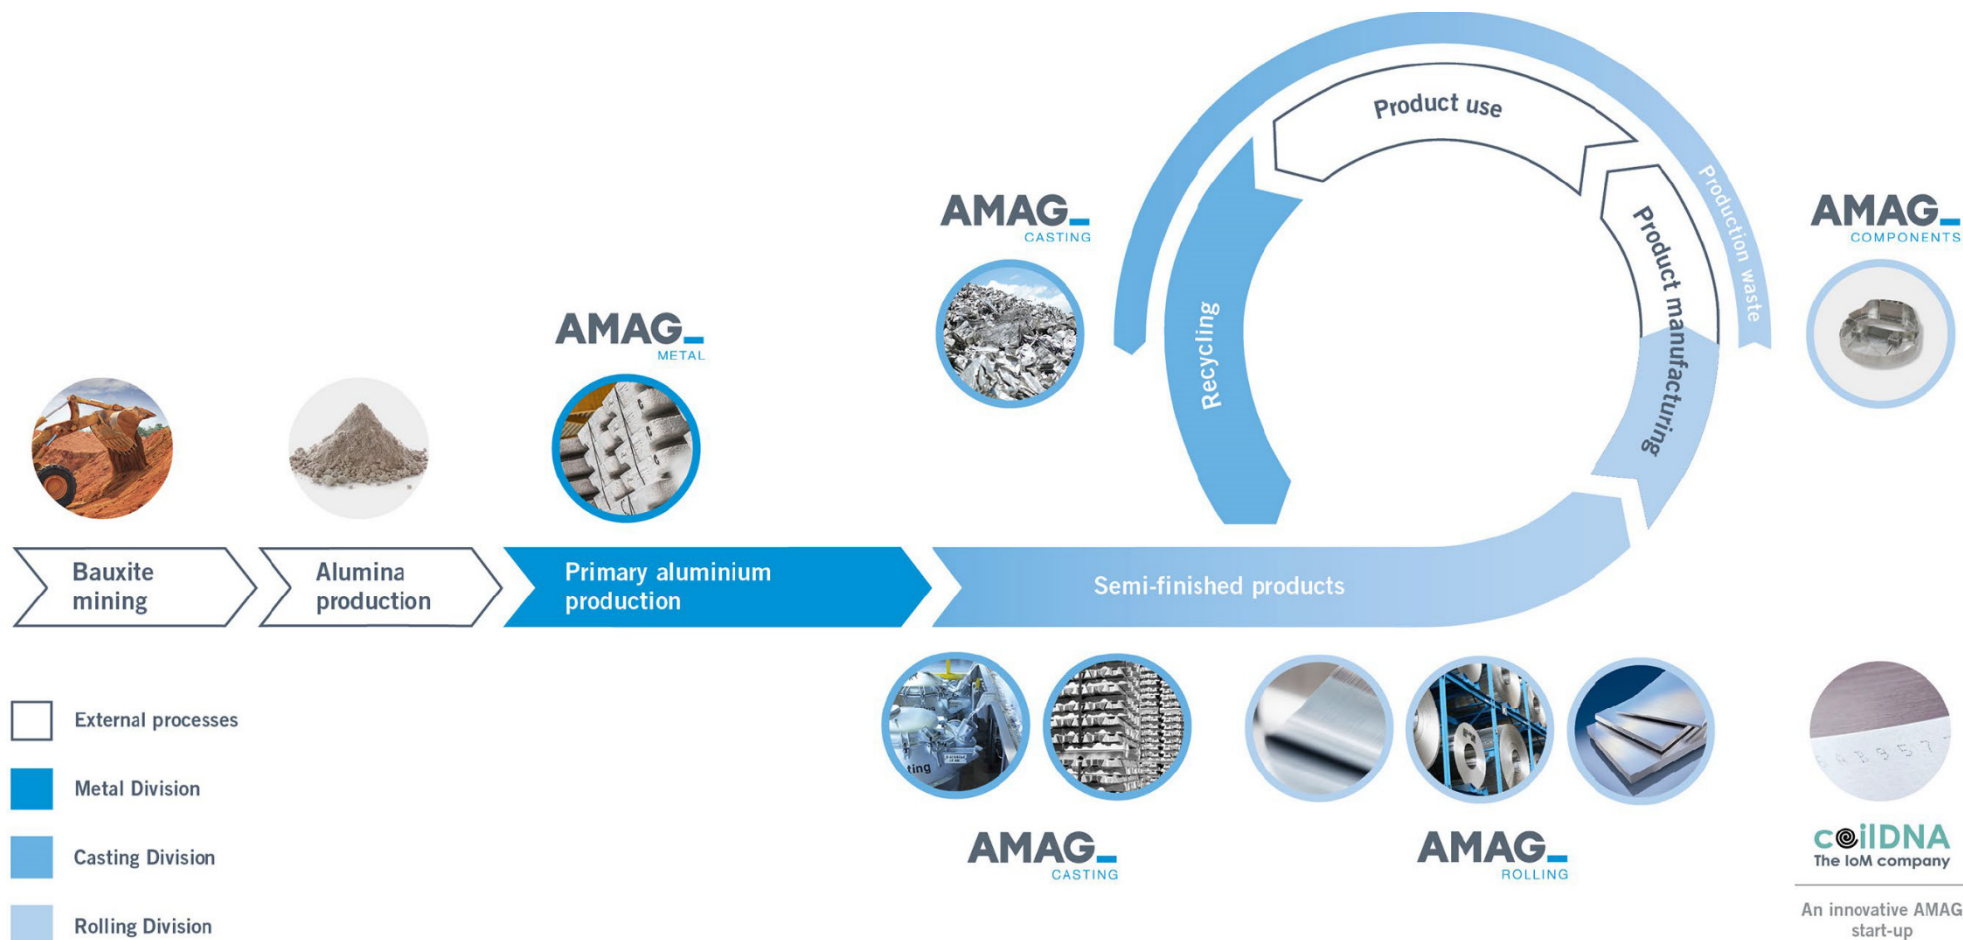 Product use
Product manufacturing
Production waste
Recycling
AMAG
CASTING
AMAG
COMPONENTS
AMAG
METAL
Bauxite
mining
Alumina
production
Primary aluminium
production
Semi-finished products
External processes
Metal Division
Casting Division
Rolling Division
ting
AMAG
CASTING
AMAG
ROLLING
coilDNA
The IoM company
An innovative AMAG
start-up